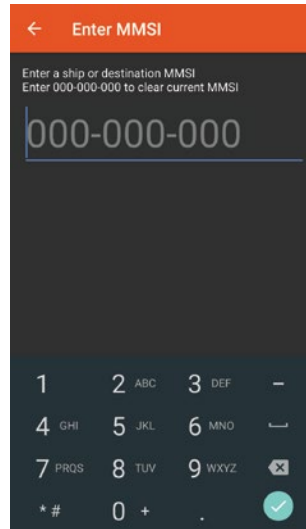 Enter MMSI
Enter a ship or destination MMSI
Enter 000-000-000 to clear current MMSI
000-000-000
1 2 ABC 3 DEF -
4 GHI 5 JKL 6 MNO
7 PRQS 8 TUV 9 WXYZ
* # 0 + .